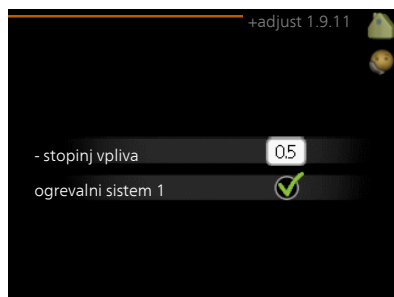 +adjust 1.9.11
- stopinj vpliva 0.5
ogrevalni sistem 1